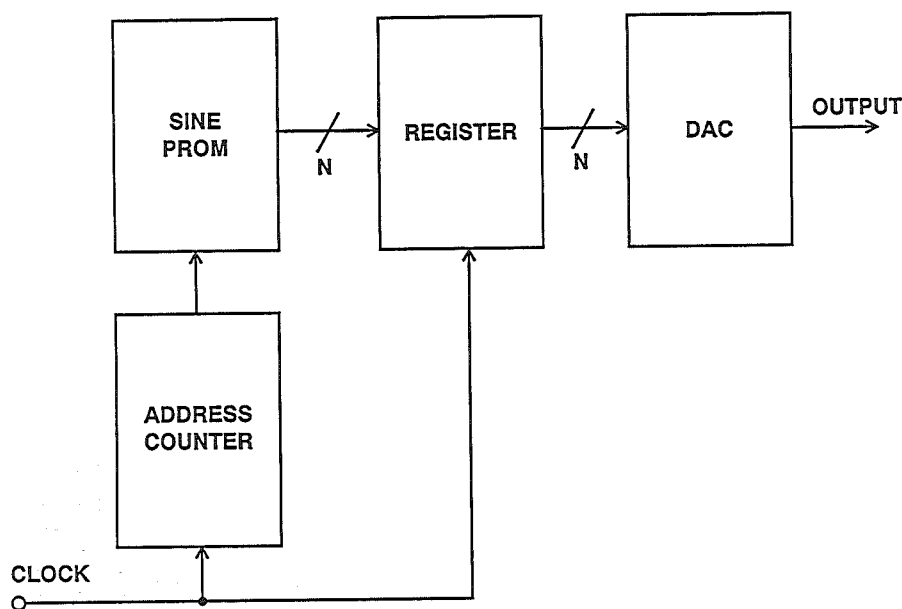 SINE
PROM
N
REGISTER
N
DAC
OUTPUT
ADDRESS
COUNTER
CLOCK